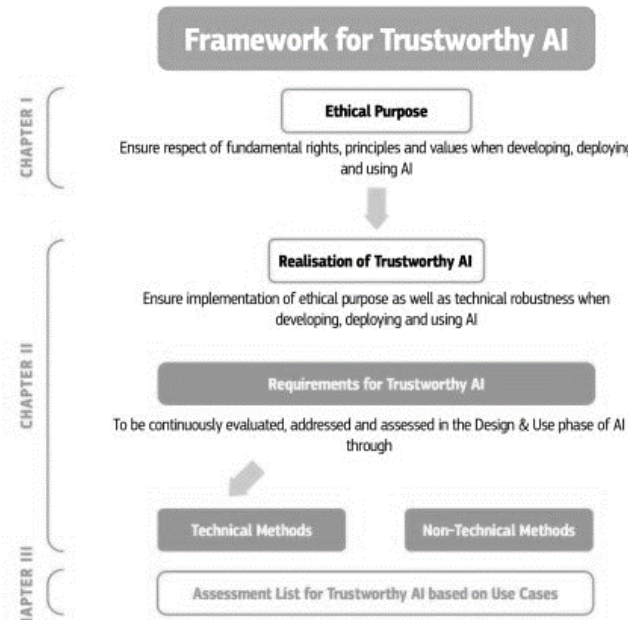 Framework for Trustworthy AI
CHAPTER I
Ethical Purpose
Ensure respect of fundamental rights, principles and values when developing, deploying
and using AI
CHAPTER II
Realisation of Trustworthy AI
Ensure implementation of ethical purpose as well as technical robustness when
developing, deploying and using AI
Requirements for Trustworthy AI
To be continuously evaluated, addressed and assessed in the Design & Use phase of AI
through
Technical Methods
Non-Technical Methods
HAPTER III
Assessment List for Trustworthy AI based on Use Cases